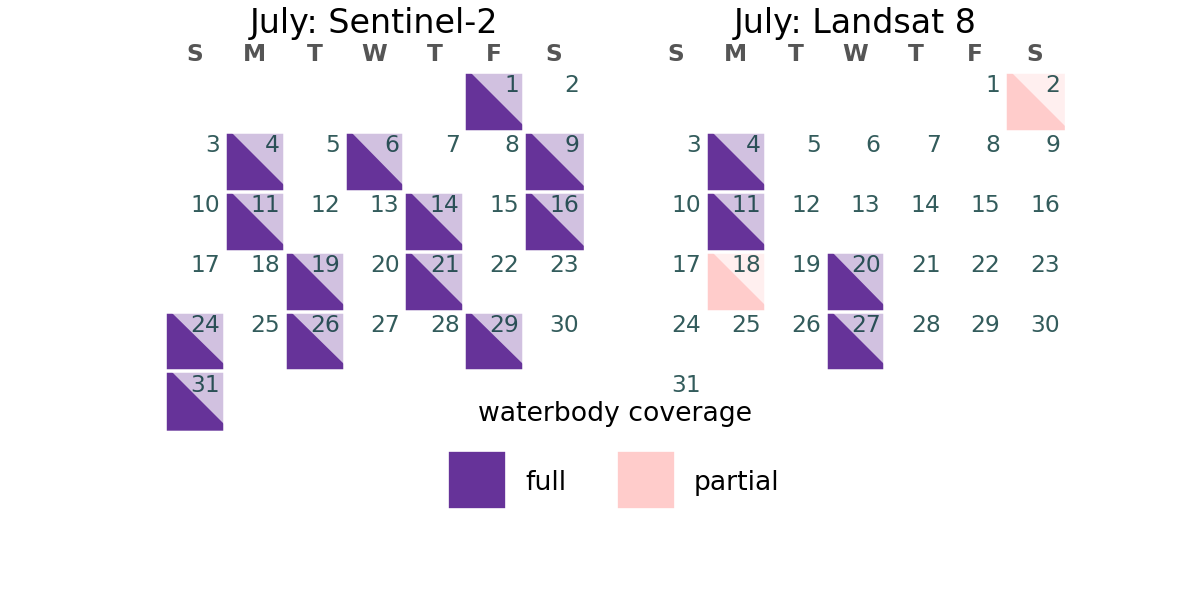 July: Sentinel-2
S M T W T F S
1 2
3 4 5 6 7 8 9
10 11 12 13 14 15 16
17 18 19 20 21 22 23
24 25 26 27 28 29 30
31
July: Landsat 8
S M T W T F S
1 2
3 4 5 6 7 8 9
10 11 12 13 14 15 16
17 18 19 20 21 22 23
24 25 26 27 28 29 30
31
waterbody coverage
full partial